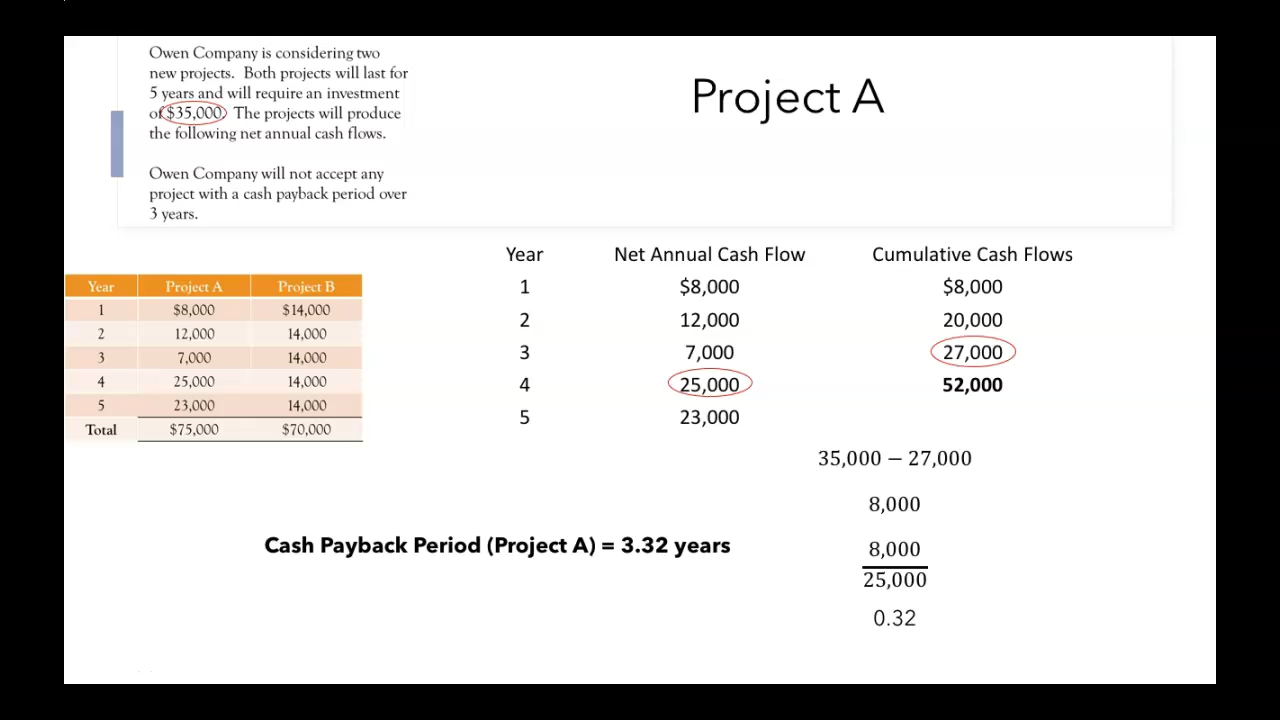 Owen Company is considering two
new projects. Both projects will last for
5 years and will require an investment
of $35,000. The projects will produce
the following net annual cash flows.
Owen Company will not accept any
project with a cash payback period over
3 years.
Project A
Year Project A Project B
1 $8,000 $14,000
2 12,000 14,000
3 7,000 14,000
4 25,000 14,000
5 23,000 14,000
Total $75,000 $70,000
Year Net Annual Cash Flow Cumulative Cash Flows
1 $8,000 $8,000
2 12,000 20,000
3 7,000 27,000
4 25,000 52,000
5 23,000
35,000 − 27,000
8,000
8,000
25,000
0.32
Cash Payback Period (Project A) = 3.32 years